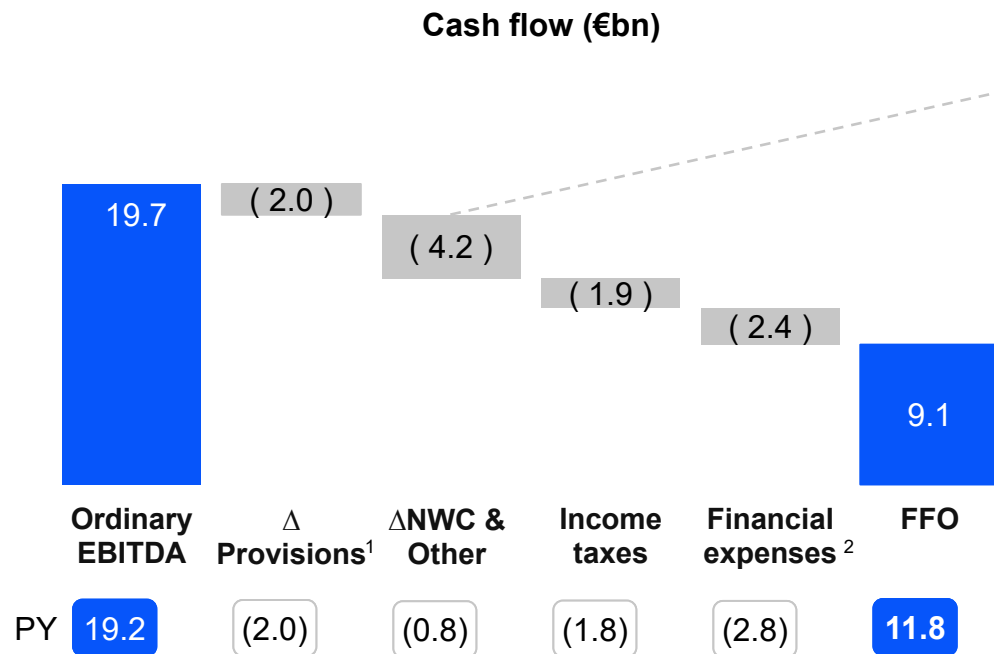 Cash flow (€bn)
19.7
( 2.0 )
( 4.2 )
( 1.9 )
( 2.4 )
9.1
Ordinary EBITDA
Δ Provisions¹
ΔNWC & Other
Income taxes
Financial expenses ²
FFO
PY 19.2 (2.0) (0.8) (1.8) (2.8) 11.8